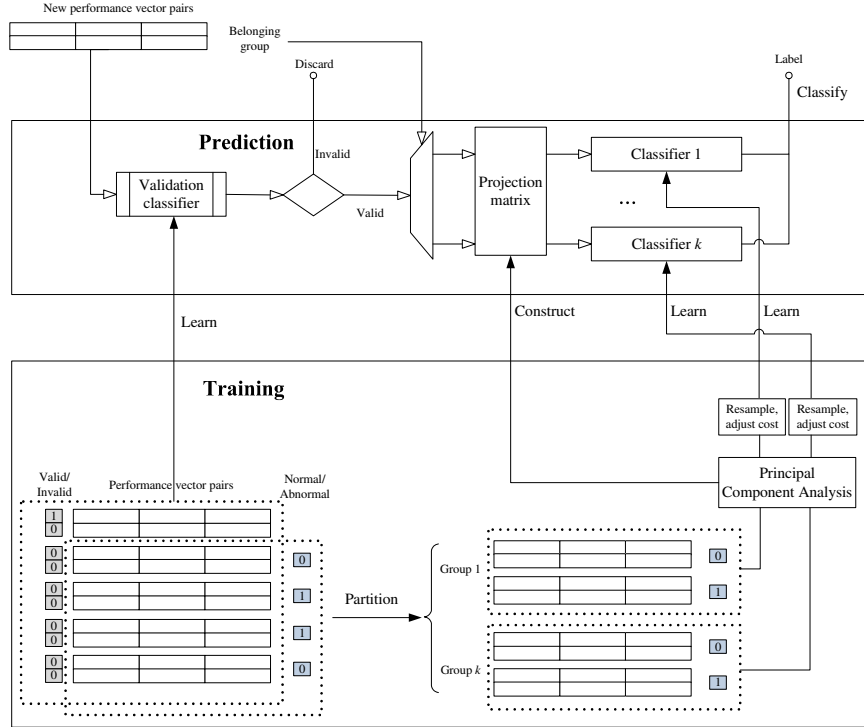 New performance vector pairs
Belonging
group
Discard
Label
Classify
Prediction
Invalid
Validation
classifier
Valid
Projection
matrix
Classifier 1
...
Classifier k
Learn
Construct
Learn
Learn
Training
Resample,
adjust cost
Resample,
adjust cost
Principal
Component Analysis
Valid/
Invalid
Performance vector pairs
Normal/
Abnormal
1
0
0
0
0
0
0
0
0
0
0
1
1
0
Partition
Group 1
0
1
Group k
0
1